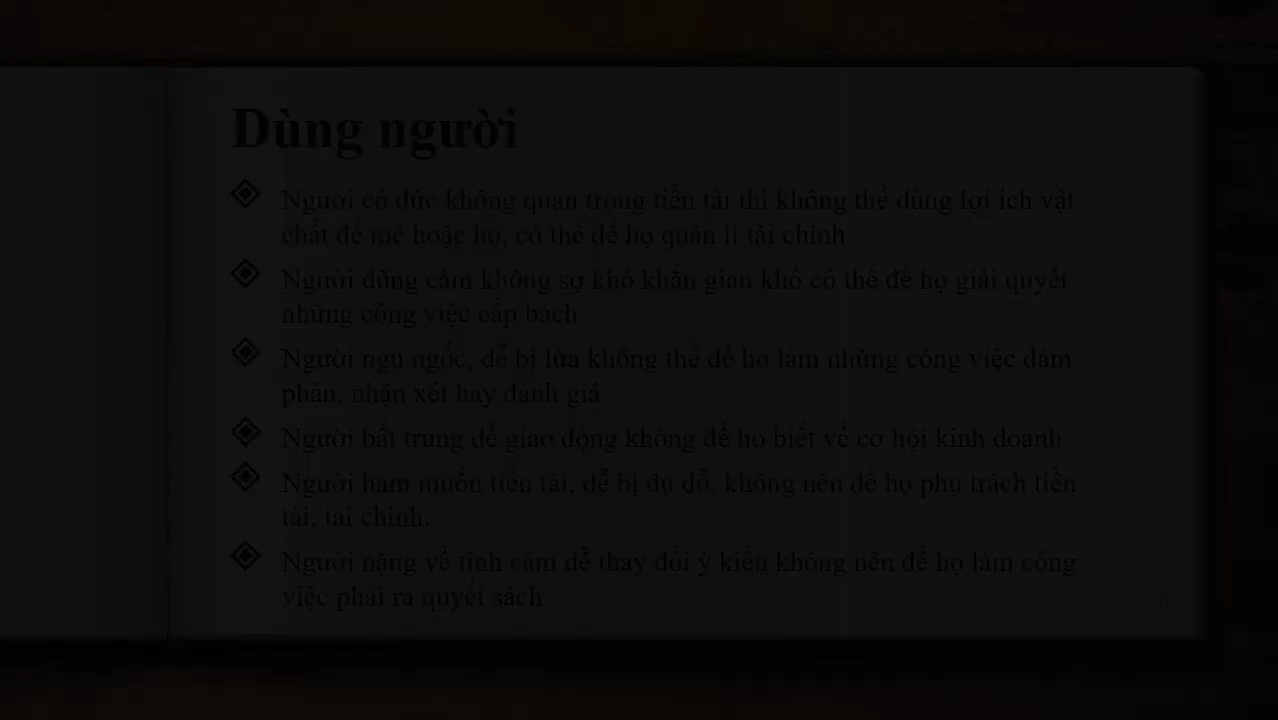 Dùng người
Người có đức không quan trọng tiền tài thì không thể dùng lợi ích vật
chất để mê hoặc họ, có thể để họ quản lí tài chính
Người dũng cảm không sợ khó khăn gian khổ có thể để họ giải quyết
những công việc cấp bách
Người ngu ngốc, dễ bị lừa không thể để họ làm những công việc đàm
phán, nhận xét hay đánh giá
Người bất trung dễ giao động không để họ biết về cơ hội kinh doanh
Người ham muốn tiền tài, dễ bị dụ dỗ, không nên để họ phụ trách tiền
tài, tài chính.
Người nặng về tình cảm dễ thay đổi ý kiến không nên để họ làm công
việc phải ra quyết sách